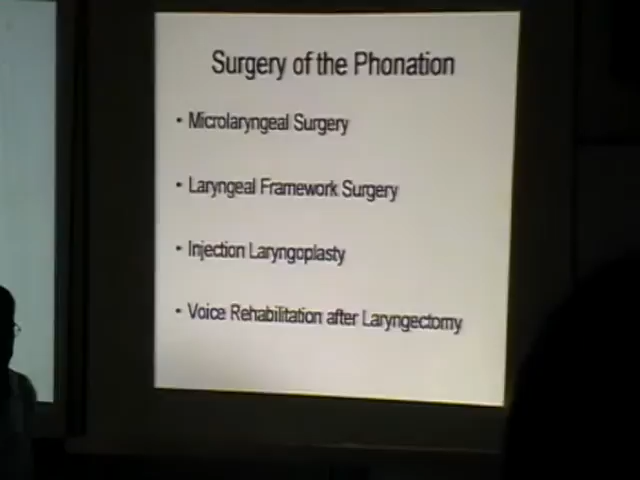 Surgery of the Phonation
• Microlaryngeal Surgery
• Laryngeal Framework Surgery
• Injection Laryngoplasty
• Voice Rehabilitation after Laryngectomy